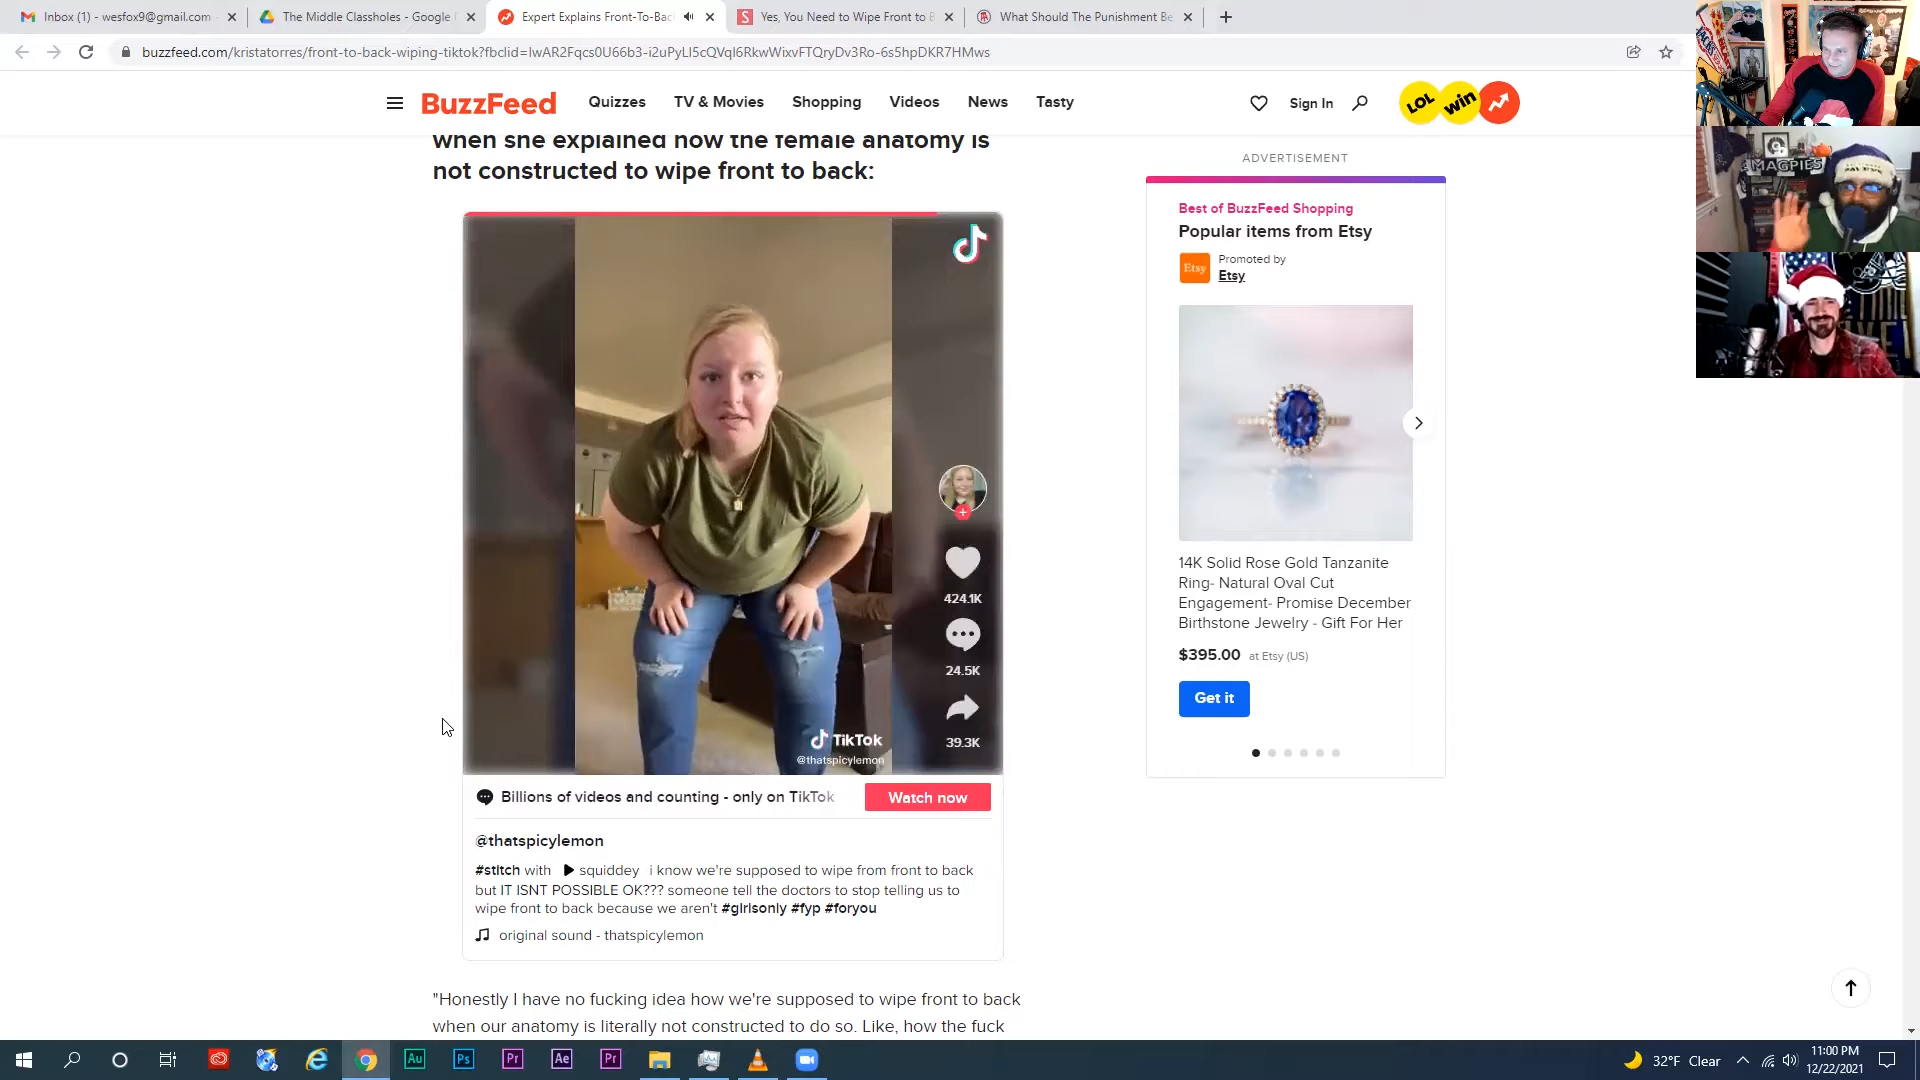 Inbox (1) - wesfox9@gmail.com
The Middle Classholes - Google
Expert Explains Front-To-Bac
Yes, You Need to Wipe Front to B
What Should The Punishment Be
buzzfeed.com/kristatorres/front-to-back-wiping-tiktok?fbclid=IwAR2Fqcs0U66b3-i2uPyLl5cQVql6RkwWixvFTQryDv3Ro-6s5hpDKR7HMws
BuzzFeed
Quizzes
TV & Movies
Shopping
Videos
News
Tasty
Sign In
LOL
win
when she explained how the female anatomy is
not constructed to wipe front to back:
424.1K
24.5K
39.3K
TikTok
@thatspicylemon
Billions of videos and counting - only on TikTok
Watch now
@thatspicylemon
#stitch with squiddey i know we're supposed to wipe from front to back
but IT ISNT POSSIBLE OK??? someone tell the doctors to stop telling us to
wipe front to back because we aren't #girlsonly #fyp #foryou
original sound - thatspicylemon
"Honestly I have no fucking idea how we're supposed to wipe front to back
when our anatomy is literally not constructed to do so. Like, how the fuck
ADVERTISEMENT
Best of BuzzFeed Shopping
Popular items from Etsy
Etsy
Promoted by
Etsy
14K Solid Rose Gold Tanzanite
Ring- Natural Oval Cut
Engagement- Promise December
Birthstone Jewelry - Gift For Her
$395.00 at Etsy (US)
Get it
MAGPIES
Au
Ps
Pr
Ae
Pr
32°F Clear
11:00 PM
12/22/2021